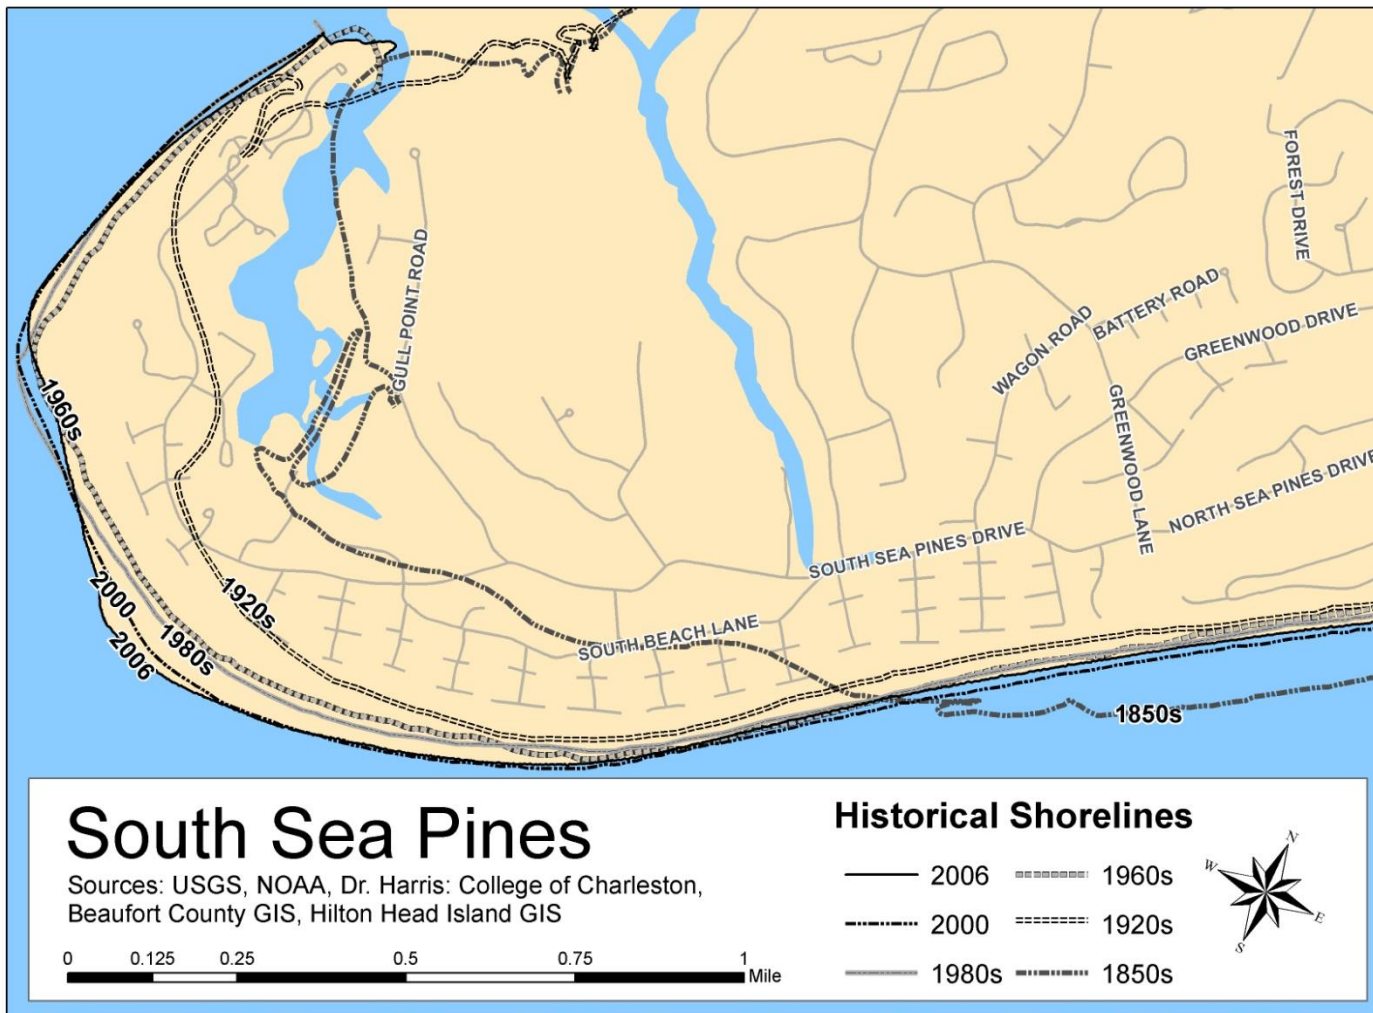 FOREST DRIVE
GULL POINT ROAD
BATTERY ROAD
WAGON ROAD
GREENWOOD DRIVE
1960s
GREENWOOD LANE
NORTH SEA PINES DRIVE
SOUTH SEA PINES DRIVE
2000
1920s
1980s
2006
SOUTH BEACH LANE
1850s
South Sea Pines
Sources: USGS, NOAA, Dr. Harris: College of Charleston,
Beaufort County GIS, Hilton Head Island GIS
0 0.125 0.25 0.5 0.75 1
Mile
Historical Shorelines
2006 1960s
2000 1920s
1980s 1850s
N
W
E
S